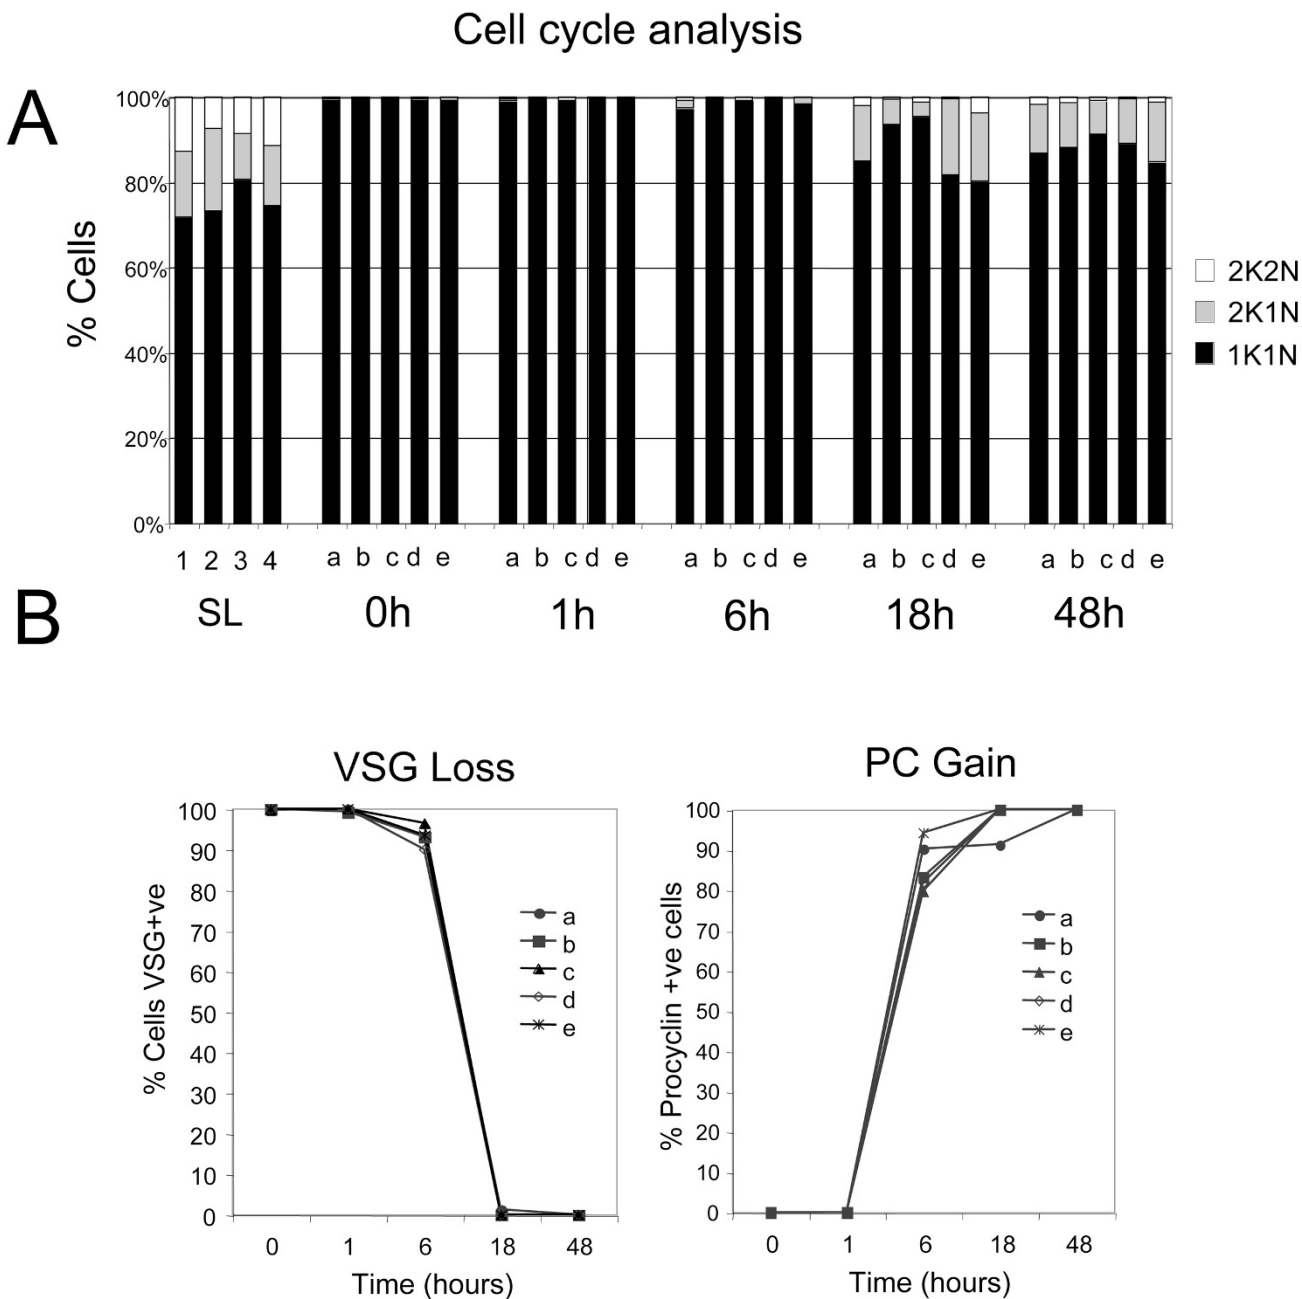 Cell cycle analysis
A
100%
80%
60%
40%
20%
0%
% Cells
2K2N
2K1N
1K1N
1 2 3 4 a b c d e a b c d e a b c d e a b c d e a b c d e
SL 0h 1h 6h 18h 48h
B
VSG Loss
100
90
80
70
60
50
40
30
20
10
0
% Cells VSG+ve
a
b
c
d
e
0 1 6 18 48
Time (hours)
PC Gain
100
90
80
70
60
50
40
30
20
10
0
% Procyclin +ve cells
a
b
c
d
e
0 1 6 18 48
Time (hours)